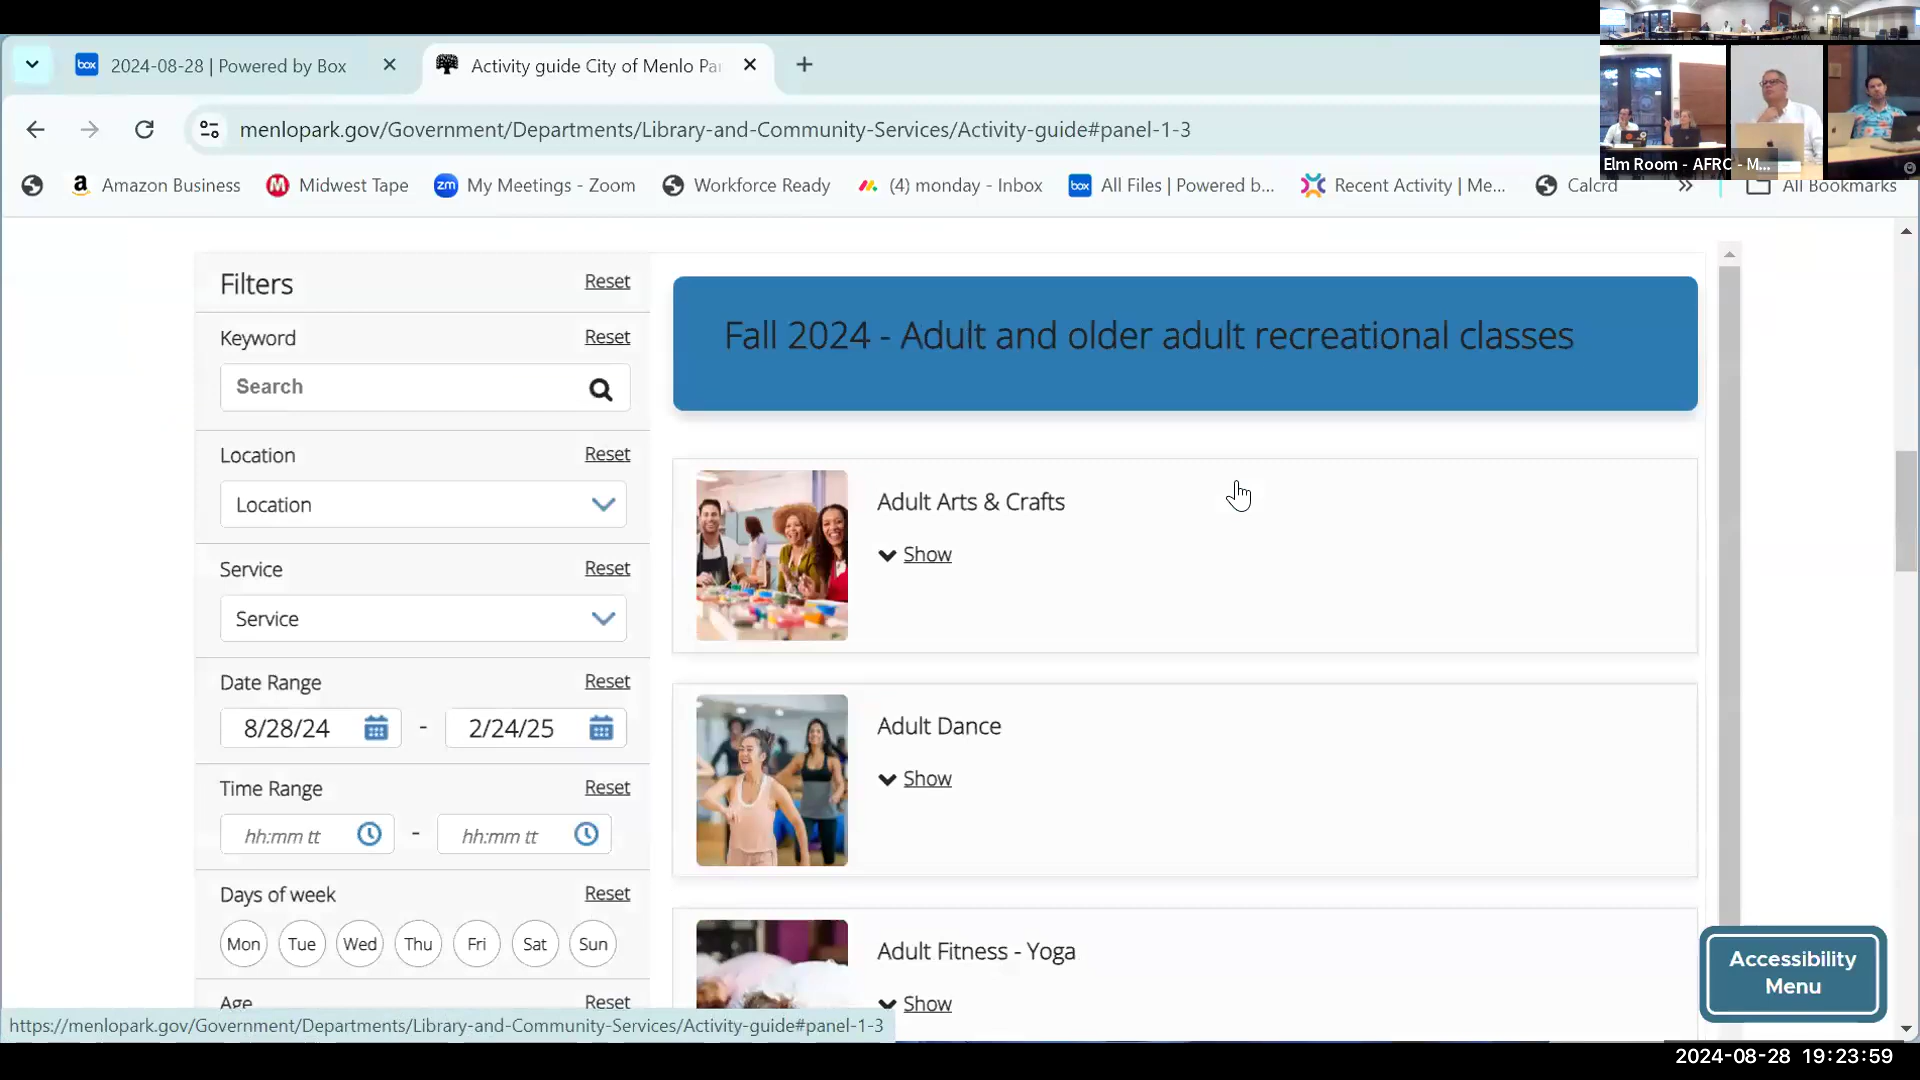 box 2024-08-28 | Powered by Box
Activity guide City of Menlo Pa
menlopark.gov/Government/Departments/Library-and-Community-Services/Activity-guide#panel-1-3
Elm Room - AFRC - M...
a Amazon Business
M Midwest Tape
zm My Meetings - Zoom
Workforce Ready
(4) monday - Inbox
box All Files | Powered b...
Recent Activity | Me...
Calcrd
All Bookmarks
Filters Reset
Keyword Reset
Search
Location Reset
Location
Service Reset
Service
Date Range Reset
8/28/24 - 2/24/25
Time Range Reset
hh:mm tt - hh:mm tt
Days of week Reset
Mon Tue Wed Thu Fri Sat Sun
Age Reset
Fall 2024 - Adult and older adult recreational classes
Adult Arts & Crafts
Show
Adult Dance
Show
Adult Fitness - Yoga
Show
Accessibility
Menu
https://menlopark.gov/Government/Departments/Library-and-Community-Services/Activity-guide#panel-1-3
2024-08-28 19:23:59